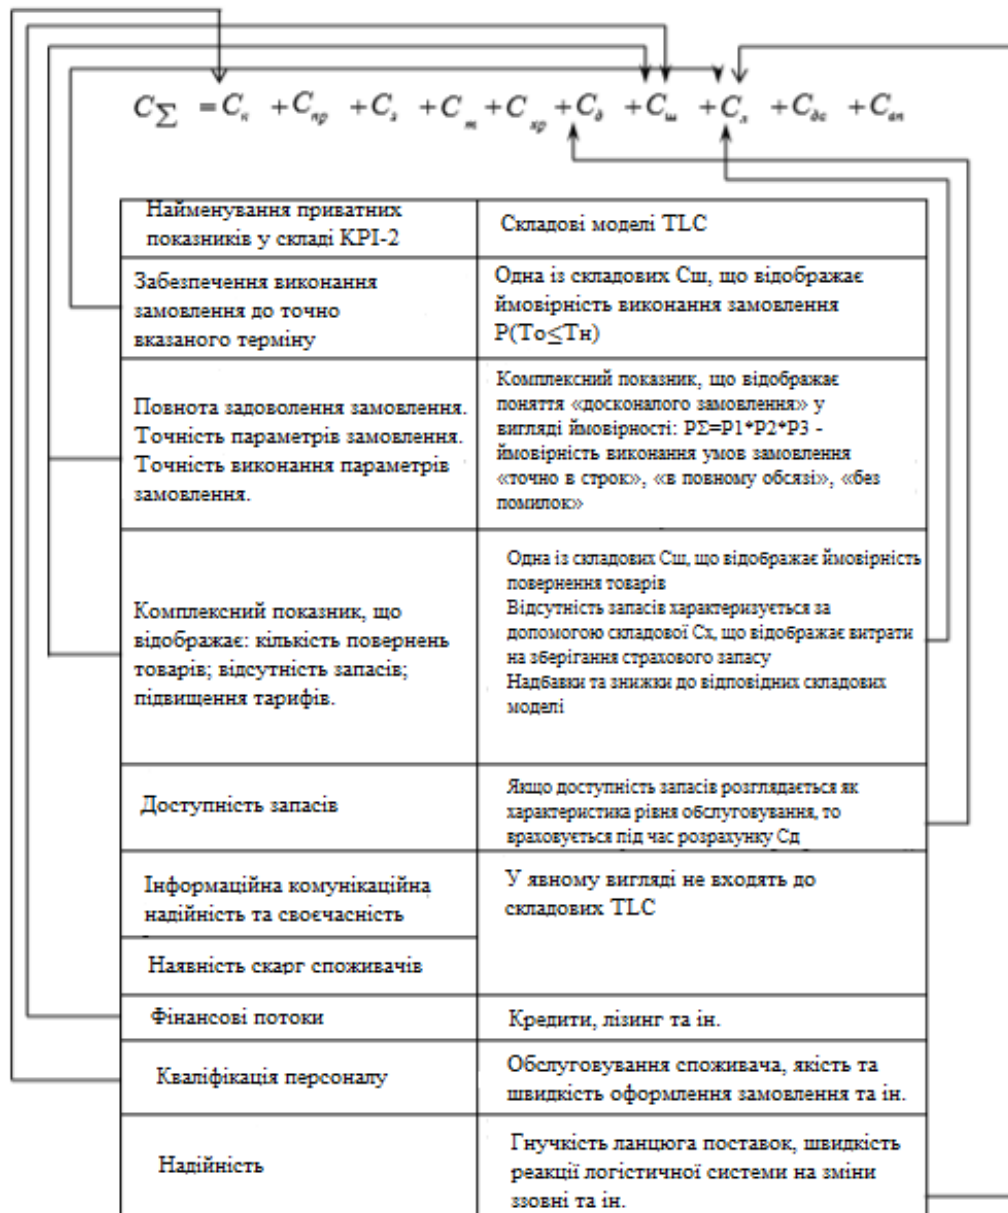 C∑ = Cк + Cпр + Cз + Cт + Cхр + Cд + Cш + Cл + Cдс + Cвп
Найменування приватних
показників у складі KPI-2
Складові моделі TLC
Забезпечення виконання
замовлення до точно
вказаного терміну
Одна із складових Сш, що відображає
ймовірність виконання замовлення
P(То≤Тн)
Повнота задоволення замовлення.
Точність параметрів замовлення.
Точність виконання параметрів
замовлення.
Комплексний показник, що відображає
поняття «досконалого замовлення» у
вигляді ймовірності: PΣ=P1*P2*P3 -
ймовірність виконання умов замовлення
«точно в строк», «в повному обсязі», «без
помилок»
Комплексний показник, що
відображає: кількість повернень
товарів; відсутність запасів;
підвищення тарифів.
Одна із складових Сш, що відображає ймовірність
повернення товарів
Відсутність запасів характеризується за
допомогою складової Сх, що відображає витрати
на зберігання страхового запасу
Надбавки та знижки до відповідних складових
моделі
Доступність запасів
Якщо доступність запасів розглядається як
характеристика рівня обслуговування, то
враховується під час розрахунку Сд
Інформаційна комунікаційна
надійність та своєчасність
У явному вигляді не входять до
складових TLC
Наявність скарг споживачів
Фінансові потоки
Кредити, лізинг та ін.
Кваліфікація персоналу
Обслуговування споживача, якість та
швидкість оформлення замовлення та ін.
Надійність
Гнучкість ланцюга поставок, швидкість
реакції логістичної системи на зміни
ззовні та ін.